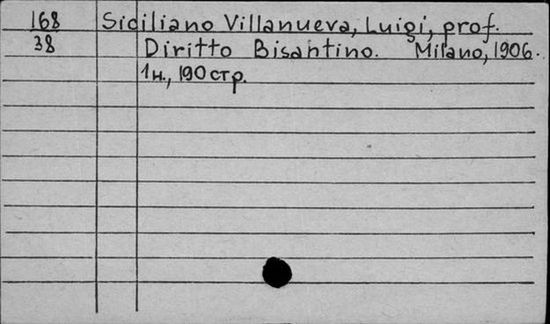 168 Siciliano Villanueva, Luigi, prof.
38 Diritto Bisantino. Milano, 1906.
1н., 190 стр.